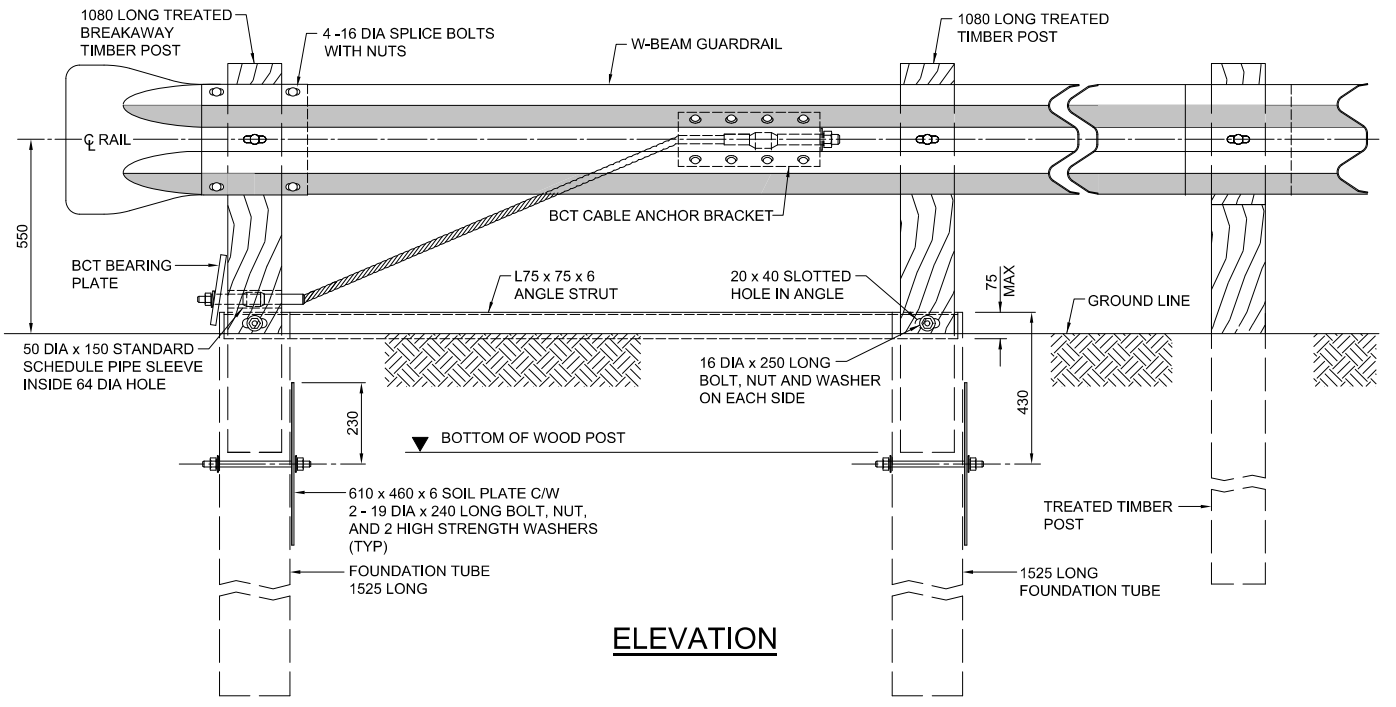 1080 LONG TREATED
BREAKAWAY
TIMBER POST
4 -16 DIA SPLICE BOLTS
WITH NUTS
W-BEAM GUARDRAIL
1080 LONG TREATED
TIMBER POST
℄ RAIL
550
BCT CABLE ANCHOR BRACKET
BCT BEARING
PLATE
L75 x 75 x 6
ANGLE STRUT
20 x 40 SLOTTED
HOLE IN ANGLE
75
MAX
GROUND LINE
50 DIA x 150 STANDARD
SCHEDULE PIPE SLEEVE
INSIDE 64 DIA HOLE
16 DIA x 250 LONG
BOLT, NUT AND WASHER
ON EACH SIDE
230
430
BOTTOM OF WOOD POST
610 x 460 x 6 SOIL PLATE C/W
2 - 19 DIA x 240 LONG BOLT, NUT,
AND 2 HIGH STRENGTH WASHERS
(TYP)
TREATED TIMBER
POST
FOUNDATION TUBE
1525 LONG
1525 LONG
FOUNDATION TUBE
ELEVATION